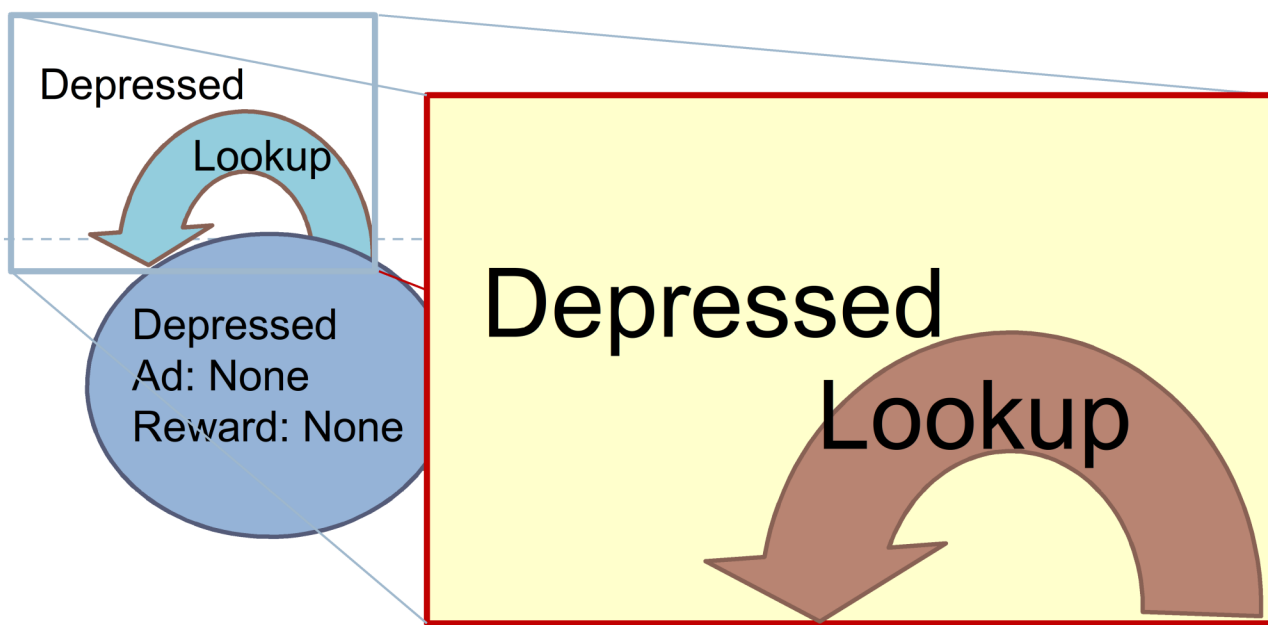 Depressed
Lookup
Depressed
Ad: None
Reward: None
Depressed
Lookup